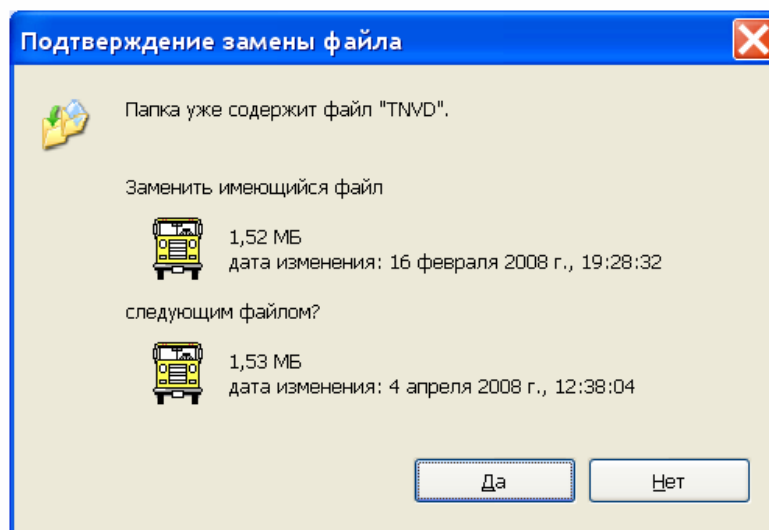 Подтверждение замены файла
Папка уже содержит файл "TNVD".
Заменить имеющийся файл
1,52 МБ
дата изменения: 16 февраля 2008 г., 19:28:32
следующим файлом?
1,53 МБ
дата изменения: 4 апреля 2008 г., 12:38:04
Да
Нет